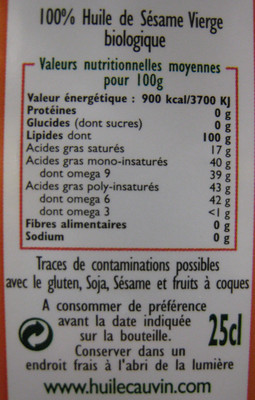 100% Huile de Sésame Vierge
biologique
Valeurs nutritionnelles moyennes
pour 100g
Valeur énergétique : 900 kcal/3700 KJ
Protéines 0 g
Glucides (dont sucres) 0 g
Lipides dont 100 g
Acides gras saturés 17 g
Acides gras mono-insaturés 40 g
dont omega 9 39 g
Acides gras poly-insaturés 43 g
dont omega 6 42 g
dont omega 3 <1 g
Fibres alimentaires 0 g
Sodium 0 g
Traces de contaminations possibles
avec le gluten, Soja, Sésame et fruits à coques
A consommer de préférence
avant la date indiquée
sur la bouteille. 25cl
Conserver dans un
endroit frais à l'abri de la lumière
www.huilecauvin.com